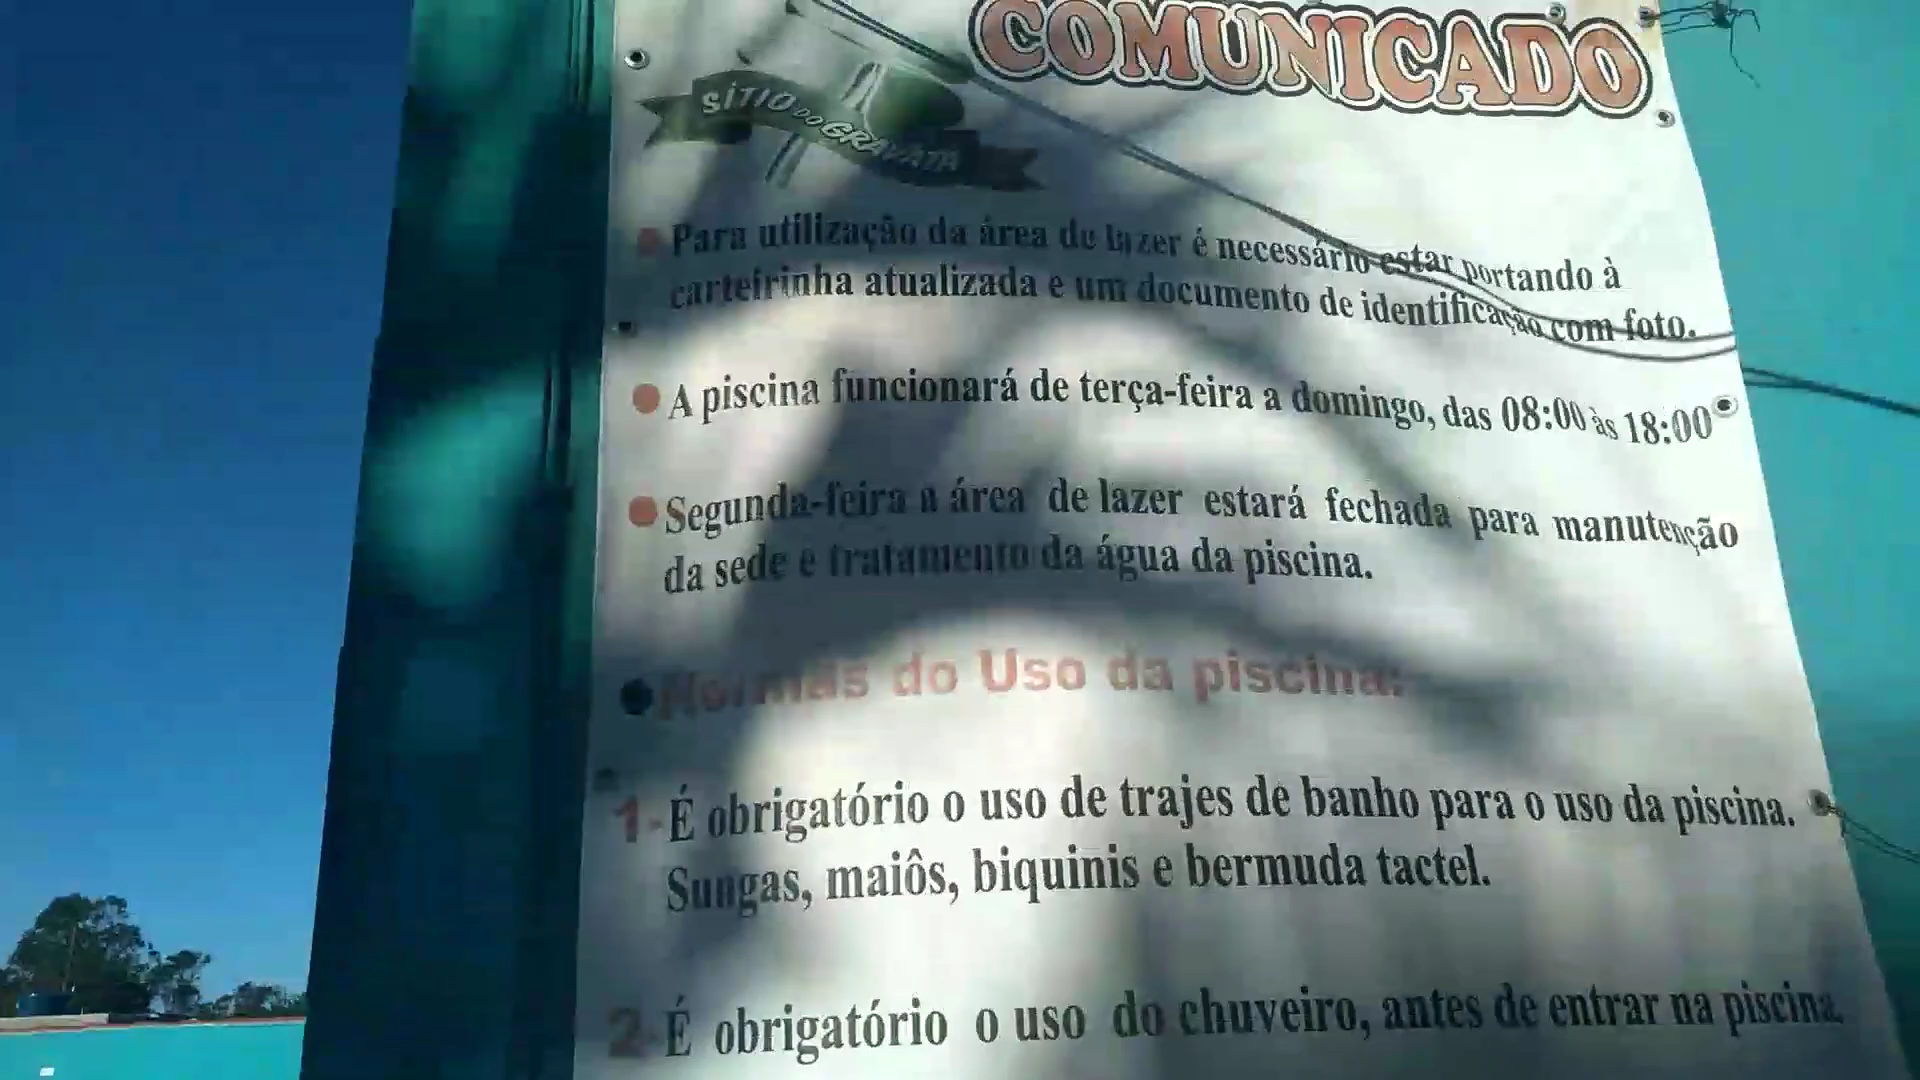 COMUNICADO
SÍTIO DO GRAVATA
Para utilização da área de lazer é necessário estar portando à
carteirinha atualizada e um documento de identificação com foto.
A piscina funcionará de terça-feira a domingo, das 08:00 às 18:00
Segunda-feira a área de lazer estará fechada para manutenção
da sede e tratamento da água da piscina.
Normas do Uso da piscina:
1-É obrigatório o uso de trajes de banho para o uso da piscina.
Sungas, maiôs, biquinis e bermuda tactel.
2-É obrigatório o uso do chuveiro, antes de entrar na piscina.